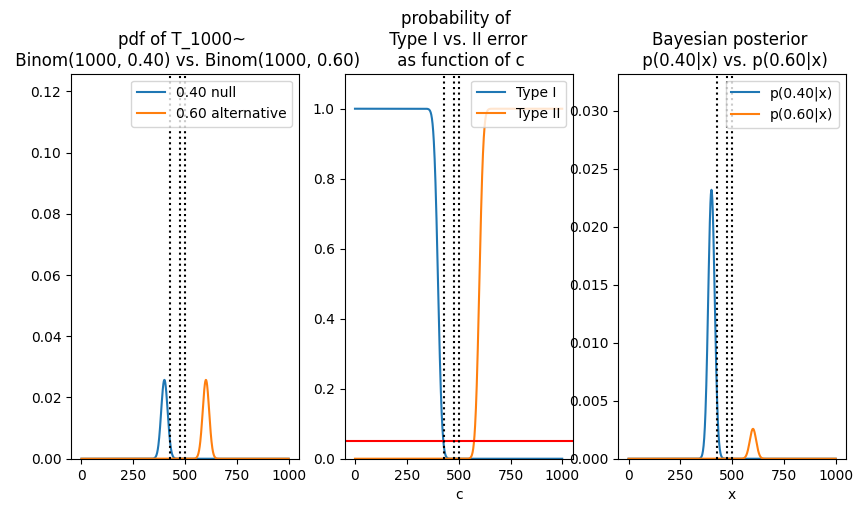 pdf of T_1000~
Binom(1000, 0.40) vs. Binom(1000, 0.60)
0.40 null
0.60 alternative
0.12
0.10
0.08
0.06
0.04
0.02
0.00
0 250 500 750 1000
probability of
Type I vs. II error
as function of c
Type I
Type II
1.0
0.8
0.6
0.4
0.2
0.0
0 250 500 750 1000
c
Bayesian posterior
p(0.40|x) vs. p(0.60|x)
p(0.40|x)
p(0.60|x)
0.030
0.025
0.020
0.015
0.010
0.005
0.000
0 250 500 750 1000
x